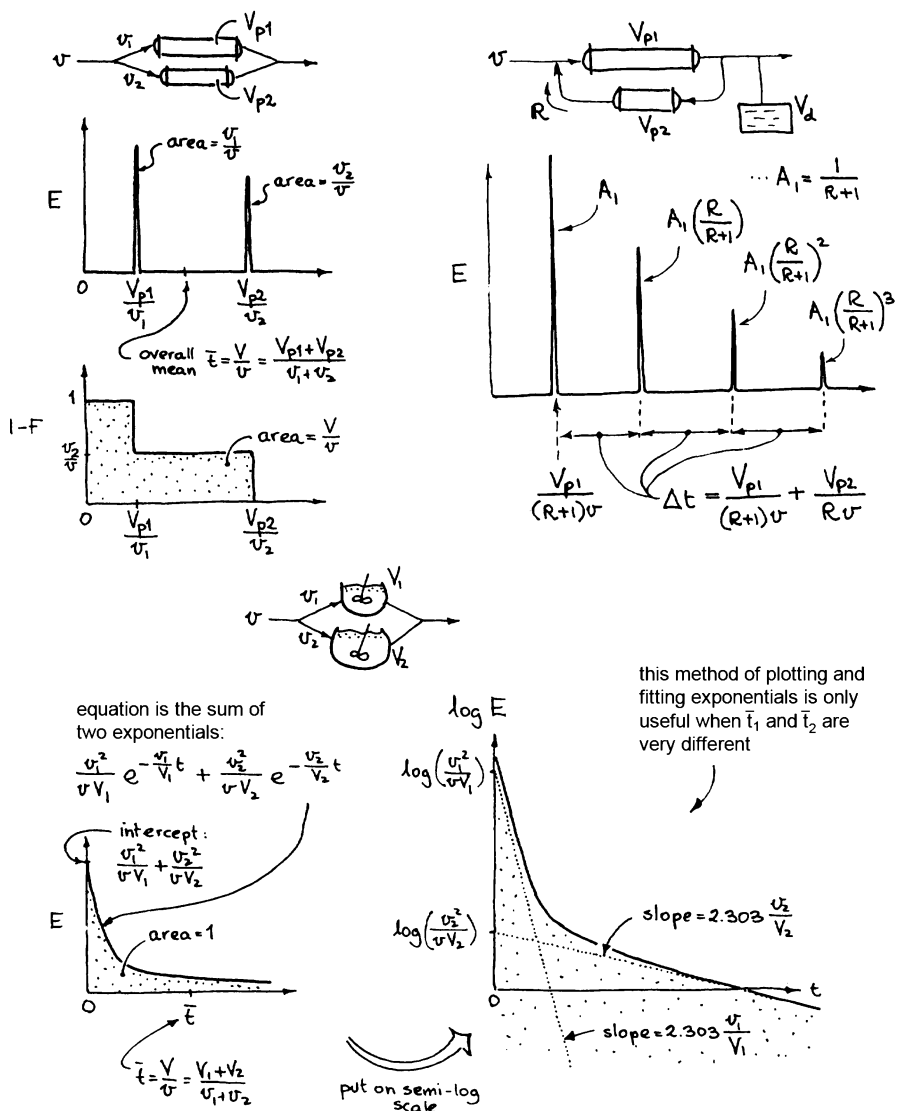 v
v₁
v₂
V_p1
V_p2
E
area = v₁/v
area = v₂/v
0
V_p1/v₁
V_p2/v₂
overall mean t̄ = V/v = (V_p1 + V_p2)/(v₁ + v₂)
I-F
1
v₂/v
area = V/v
0
V_p1/v₁
V_p2/v₂
v
R
V_p1
V_p2
V_d
E
A₁
A₁(R/(R+1))
A₁(R/(R+1))²
A₁(R/(R+1))³
... A₁ = 1/(R+1)
V_p1/((R+1)v)
Δt = V_p1/((R+1)v) + V_p2/(Rv)
v
v₁
v₂
V₁
V₂
equation is the sum of
two exponentials:
v₁²/(vV₁) e^(-(v₁/V₁)t) + v₂²/(vV₂) e^(-(v₂/V₂)t)
intercept:
v₁²/(vV₁) + v₂²/(vV₂)
E
area = 1
0
t̄
t̄ = V/v = (V₁ + V₂)/(v₁ + v₂)
put on semi-log
scale
this method of plotting and
fitting exponentials is only
useful when t̄₁ and t̄₂ are
very different
log E
log(v₁²/(vV₁))
log(v₂²/(vV₂))
slope = 2.303 v₂/V₂
slope = 2.303 v₁/V₁
0
t